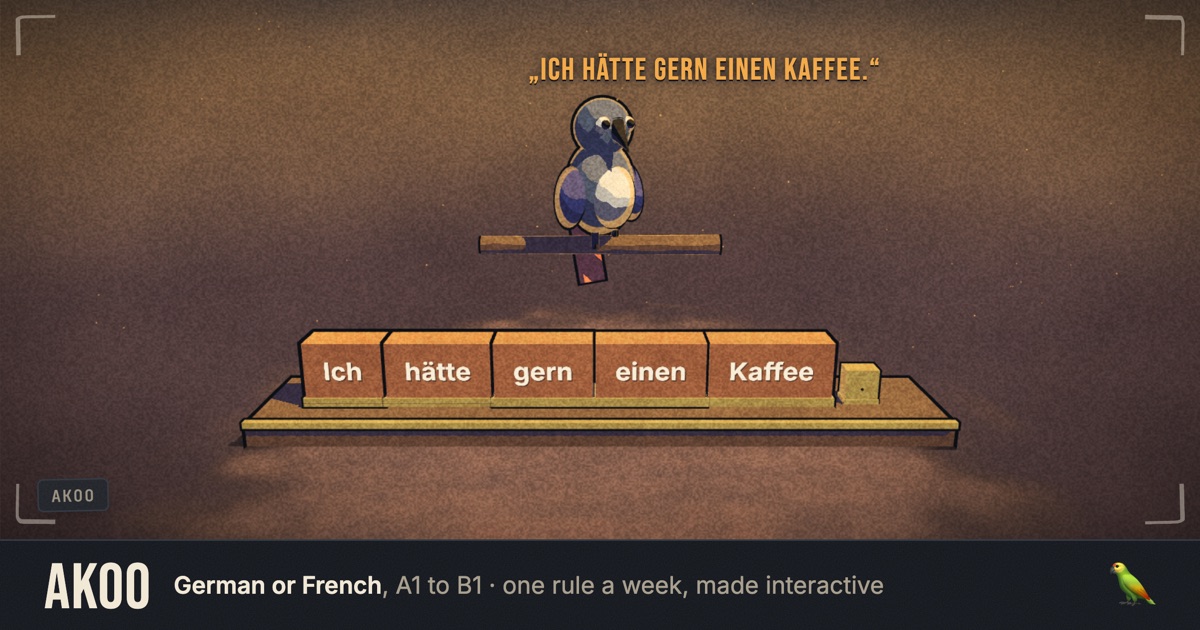 „ICH HÄTTE GERN EINEN KAFFEE.“
Ich hätte gern einen Kaffee
AKOO
AKOO German or French, A1 to B1 · one rule a week, made interactive